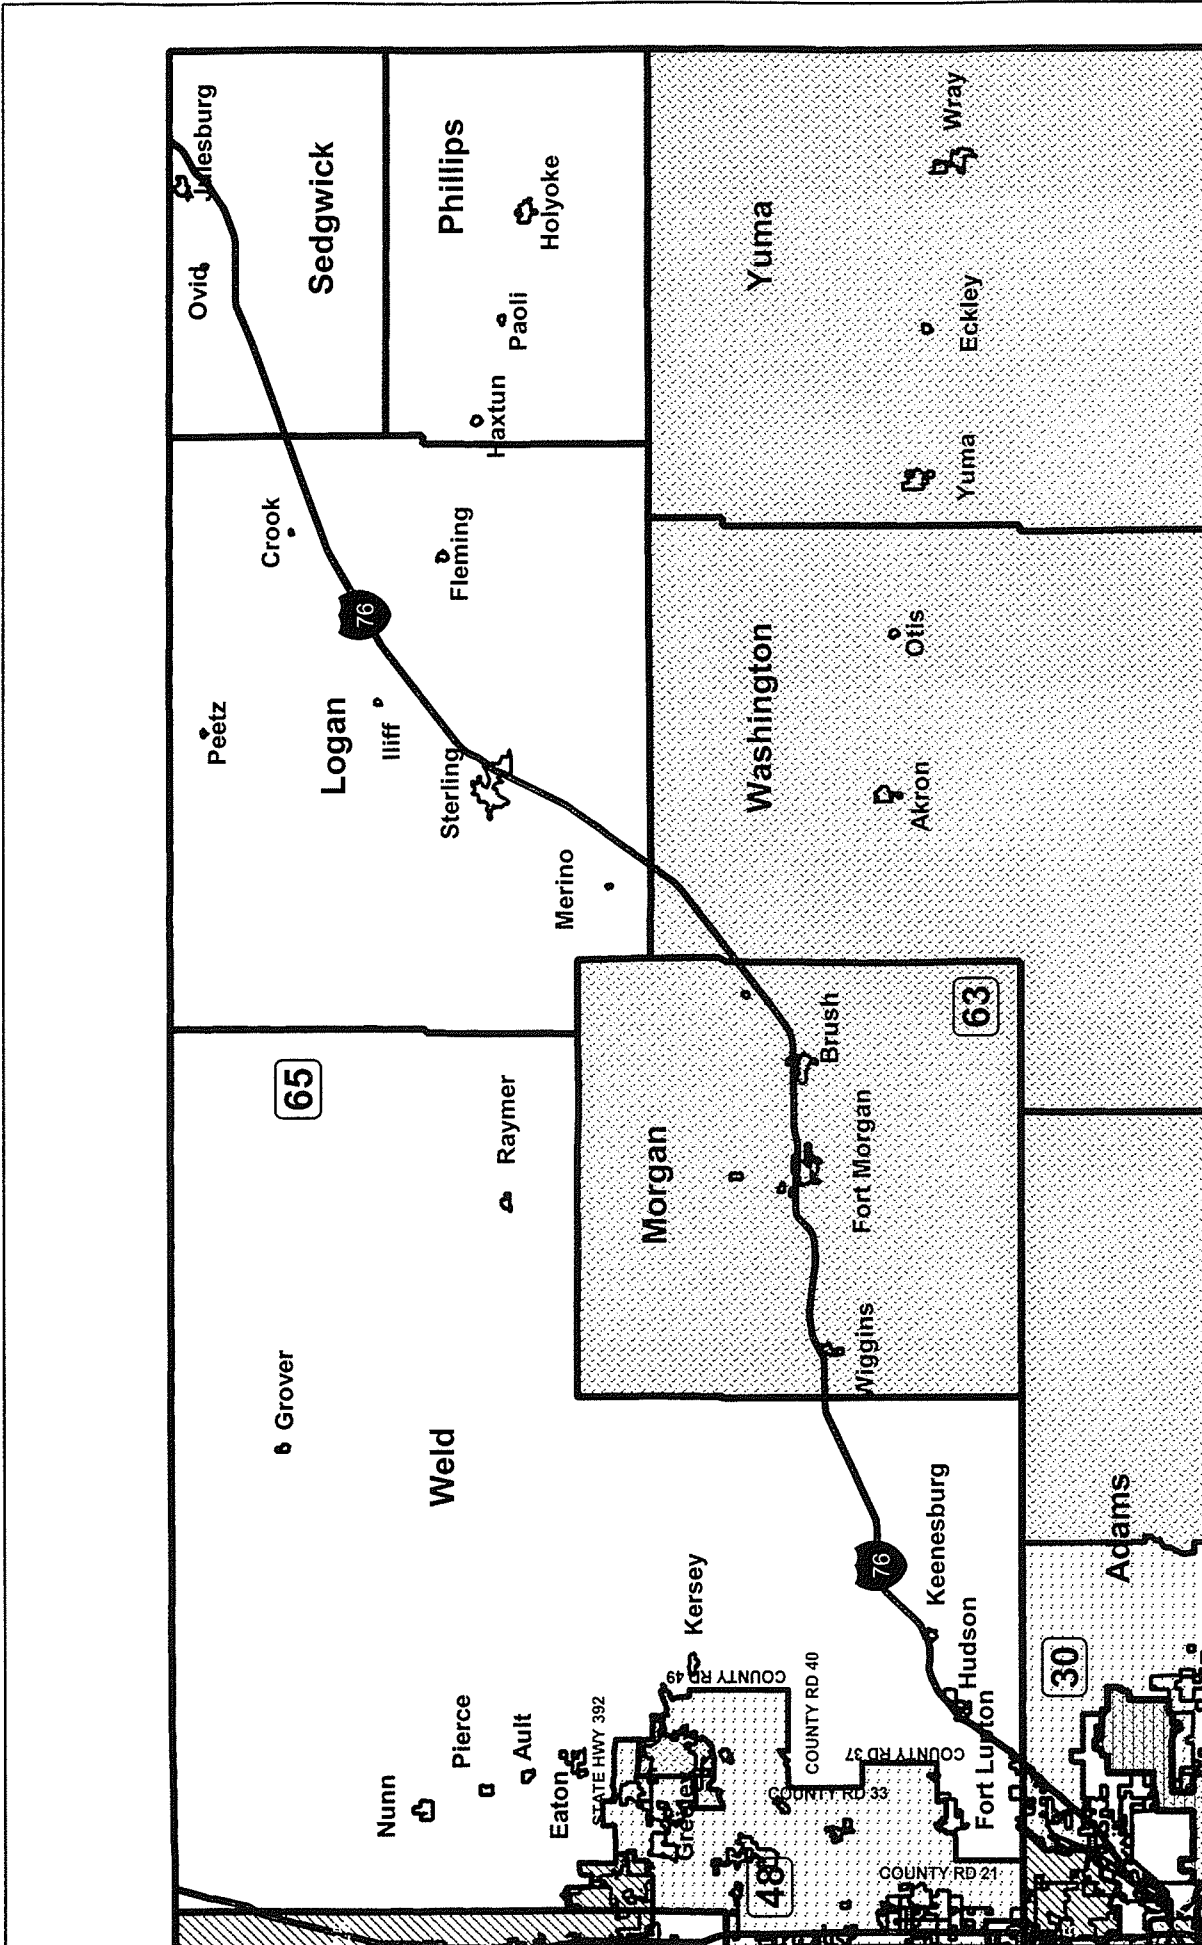 Julesburg
Ovid
Sedgwick
Phillips
Holyoke
Paoli
Haxtun
Wray
Yuma
Eckley
Yuma
Crook
Fleming
76
Peetz
Logan
Iliff
Sterling
Merino
Washington
Otis
Akron
65
Raymer
Morgan
Brush
63
Fort Morgan
Wiggins
Grover
Weld
76
Keenesburg
Hudson
Fort Lupton
Kersey
COUNTY RD 49
COUNTY RD 40
COUNTY RD 37
COUNTY RD 33
COUNTY RD 21
Pierce
Ault
Nunn
Eaton
STATE HWY 392
Greeley
48
Adams
30